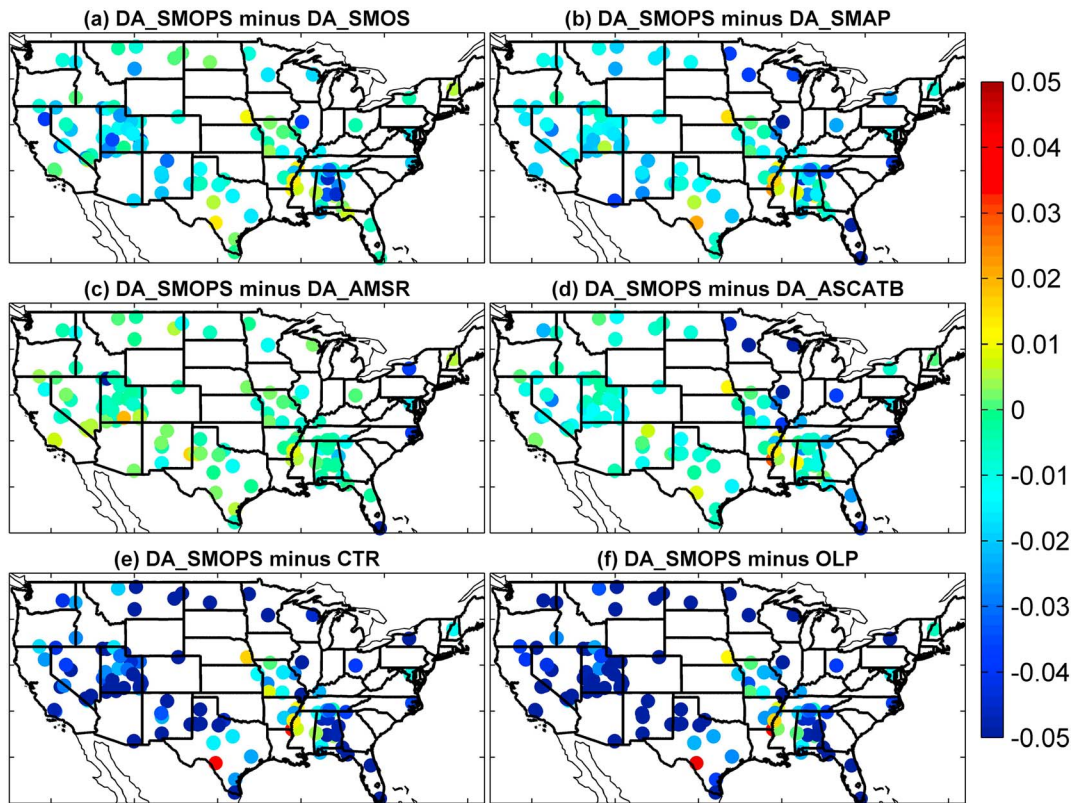 (a) DA_SMOPS minus DA_SMOS
(b) DA_SMOPS minus DA_SMAP
(c) DA_SMOPS minus DA_AMSR
(d) DA_SMOPS minus DA_ASCATB
(e) DA_SMOPS minus CTR
(f) DA_SMOPS minus OLP
0.05
0.04
0.03
0.02
0.01
0
-0.01
-0.02
-0.03
-0.04
-0.05